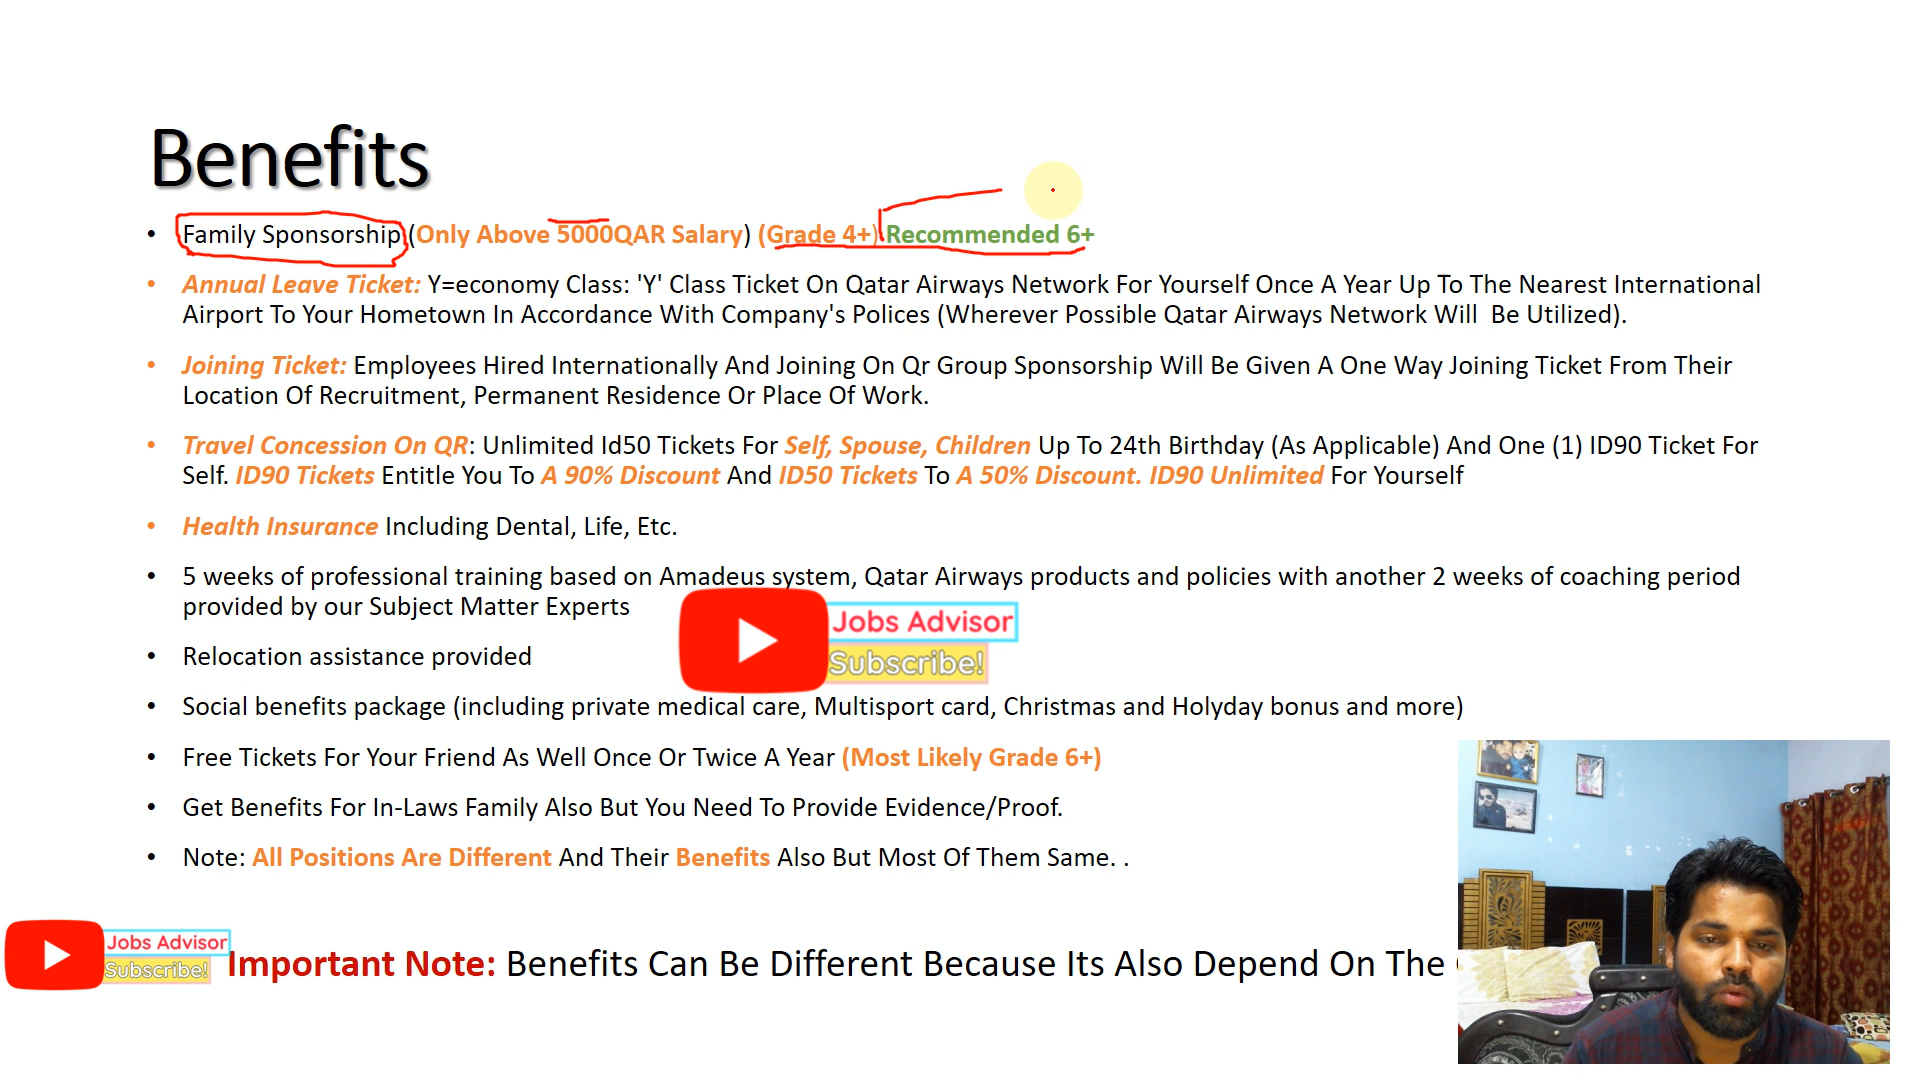 Benefits
• Family Sponsorship (Only Above 5000QAR Salary) (Grade 4+) Recommended 6+
• Annual Leave Ticket: Y=economy Class: 'Y' Class Ticket On Qatar Airways Network For Yourself Once A Year Up To The Nearest International
Airport To Your Hometown In Accordance With Company's Polices (Wherever Possible Qatar Airways Network Will Be Utilized).
• Joining Ticket: Employees Hired Internationally And Joining On Qr Group Sponsorship Will Be Given A One Way Joining Ticket From Their
Location Of Recruitment, Permanent Residence Or Place Of Work.
• Travel Concession On QR: Unlimited Id50 Tickets For Self, Spouse, Children Up To 24th Birthday (As Applicable) And One (1) ID90 Ticket For
Self. ID90 Tickets Entitle You To A 90% Discount And ID50 Tickets To A 50% Discount. ID90 Unlimited For Yourself
• Health Insurance Including Dental, Life, Etc.
• 5 weeks of professional training based on Amadeus system, Qatar Airways products and policies with another 2 weeks of coaching period
provided by our Subject Matter Experts
Jobs Advisor
Subscribe!
• Relocation assistance provided
• Social benefits package (including private medical care, Multisport card, Christmas and Holyday bonus and more)
• Free Tickets For Your Friend As Well Once Or Twice A Year (Most Likely Grade 6+)
• Get Benefits For In-Laws Family Also But You Need To Provide Evidence/Proof.
• Note: All Positions Are Different And Their Benefits Also But Most Of Them Same. .
Jobs Advisor
Subscribe!
Important Note: Benefits Can Be Different Because Its Also Depend On The